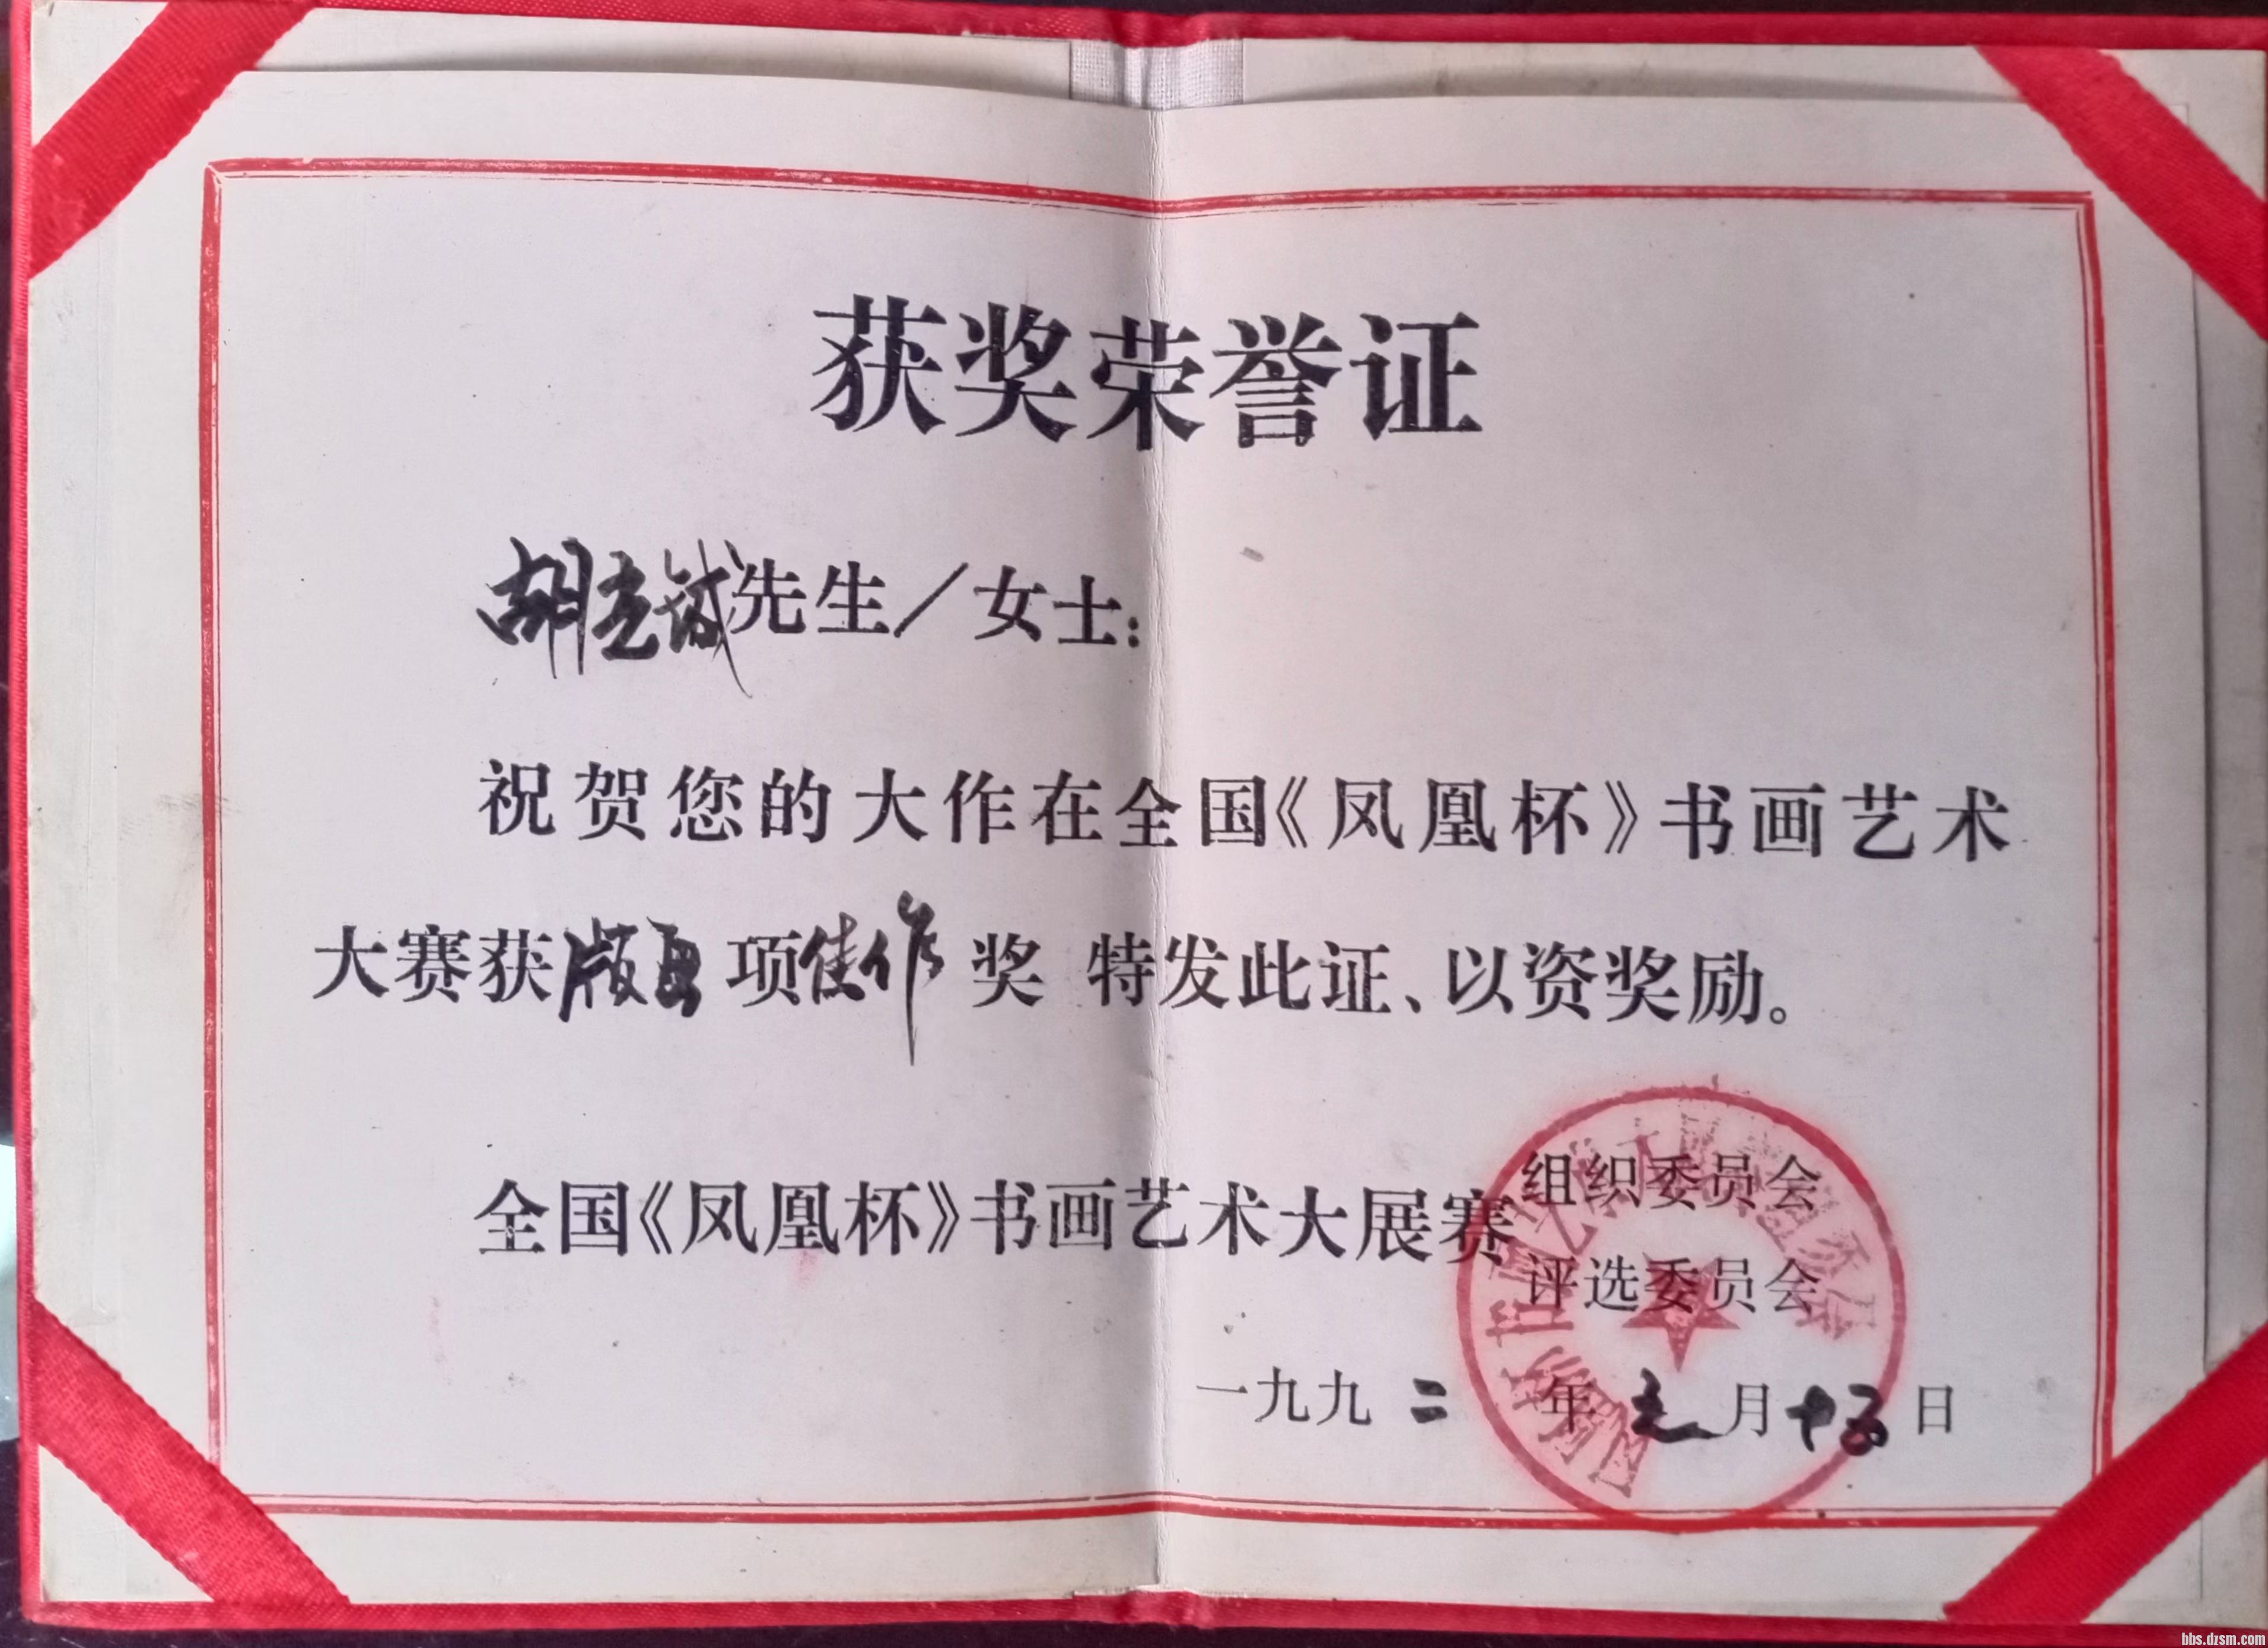 获奖荣誉证
胡克诚先生／女士：
祝贺您的大作在全国《凤凰杯》书画艺术
大赛获版画项佳作奖 特发此证、以资奖励。
全国《凤凰杯》书画艺术大展赛
组织委员会
评选委员会
一九九二年元月十五日
bbs.dzsm.com